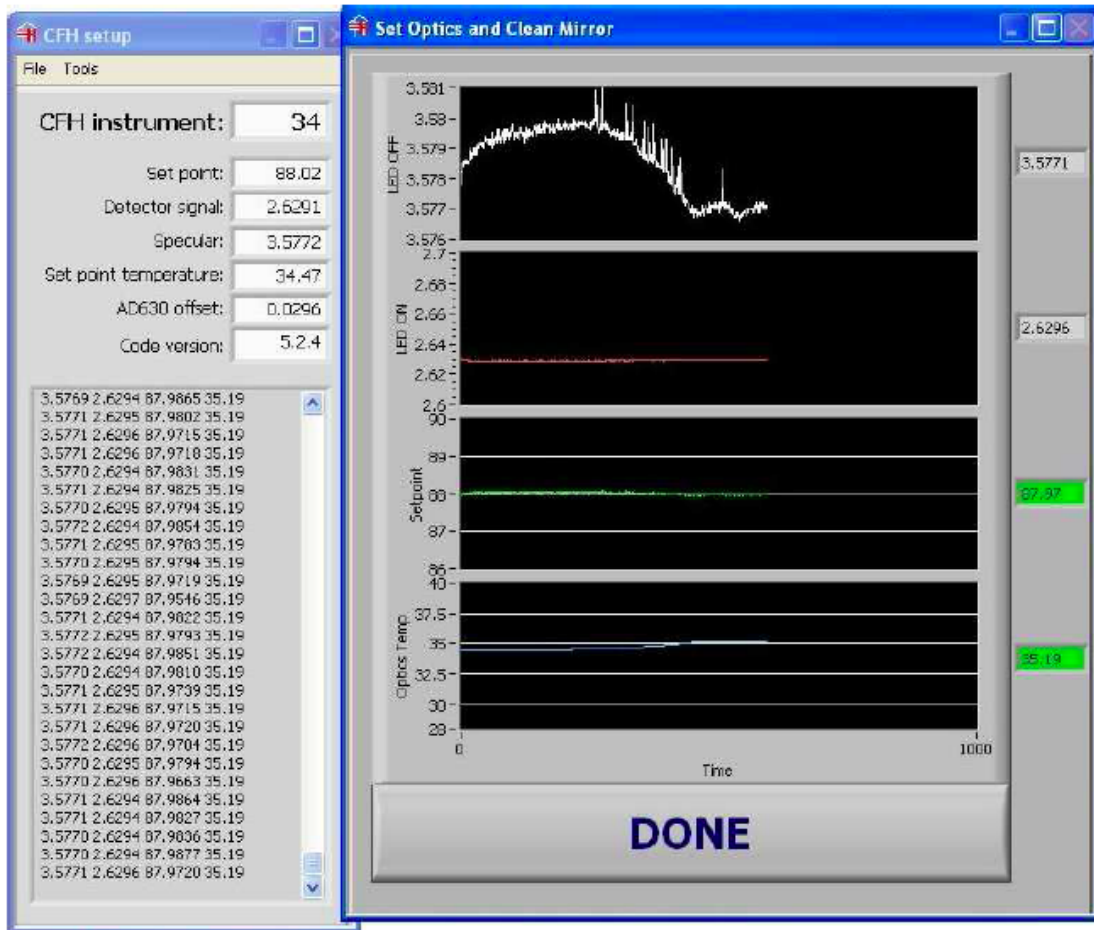 CFH setup
File Tools
CFH instrument: 34
Set point: 88.02
Detector signal: 2.6291
Specular: 3.5772
Set point temperature: 34.47
AD630 offset: 0.0296
Code version: 5.2.4
3.5769 2.6294 87.9865 35.19
3.5771 2.6295 87.9802 35.19
3.5771 2.6296 87.9715 35.19
3.5771 2.6296 87.9718 35.19
3.5770 2.6294 87.9831 35.19
3.5771 2.6294 87.9825 35.19
3.5770 2.6295 87.9794 35.19
3.5772 2.6294 87.9854 35.19
3.5771 2.6295 87.9783 35.19
3.5770 2.6295 87.9794 35.19
3.5769 2.6295 87.9719 35.19
3.5769 2.6297 87.9546 35.19
3.5771 2.6294 87.9822 35.19
3.5772 2.6295 87.9793 35.19
3.5772 2.6294 87.9851 35.19
3.5770 2.6294 87.9810 35.19
3.5771 2.6295 87.9739 35.19
3.5771 2.6296 87.9715 35.19
3.5771 2.6296 87.9720 35.19
3.5772 2.6296 87.9704 35.19
3.5770 2.6295 87.9794 35.19
3.5770 2.6296 87.9663 35.19
3.5771 2.6294 87.9864 35.19
3.5771 2.6294 87.9827 35.19
3.5770 2.6294 87.9836 35.19
3.5770 2.6294 87.9877 35.19
3.5771 2.6296 87.9720 35.19
Set Optics and Clean Mirror
LED OFF
3.581
3.58
3.579
3.578
3.577
3.576
3.5771
LED ON
2.7
2.68
2.66
2.64
2.62
2.6
2.6296
Setpoint
90
89
88
87
86
87.97
Optics Temp
40
37.5
35
32.5
30
28
35.19
0
1000
Time
DONE